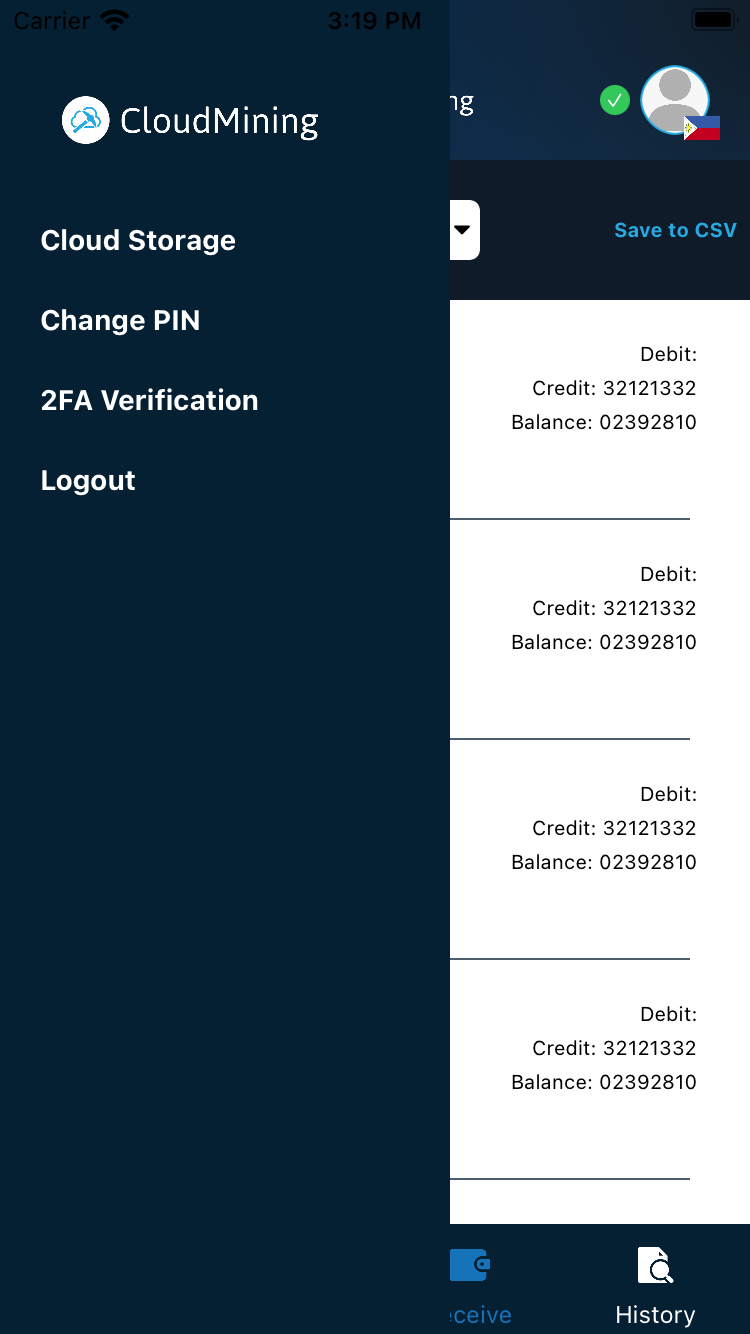 Carrier 3:19 PM
CloudMining
Cloud Storage
Change PIN
2FA Verification
Logout
ng
Save to CSV
Debit:
Credit: 32121332
Balance: 02392810
Debit:
Credit: 32121332
Balance: 02392810
Debit:
Credit: 32121332
Balance: 02392810
Debit:
Credit: 32121332
Balance: 02392810
ceive
History